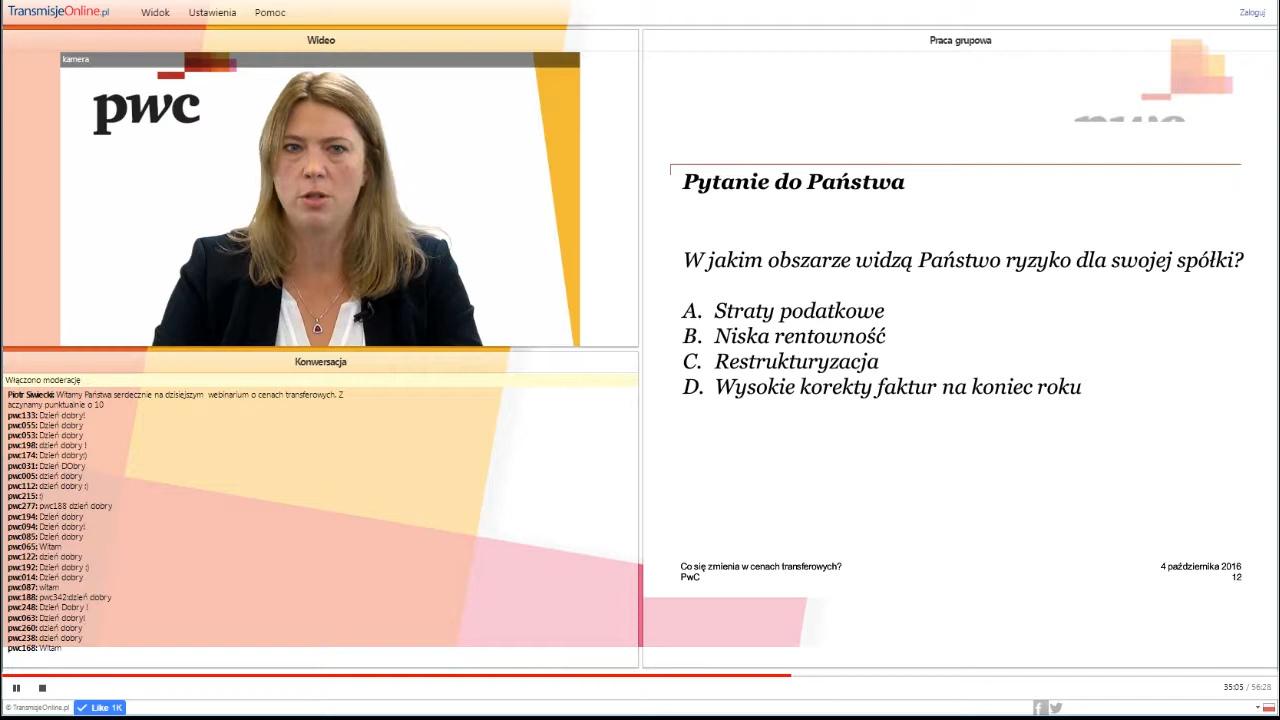 TransmisjeOnline.pl Widok Ustawienia Pomoc Zaloguj
Wideo
kamera
pwc
Konwersacja
Włączono moderację
Piotr Swiecki: Witamy Państwa serdecznie na dzisiejszym webinarium o cenach transferowych. Z
aczynamy punktualnie o 10
pwc133: Dzień dobry!
pwc055: Dzień dobry
pwc053: Dzień dobry
pwc198: dzień dobry !
pwc174: Dzień dobry:)
pwc031: Dzień DObry
pwc005: dzień dobry
pwc112: dzień dobry :)
pwc215: :)
pwc277: pwc188 dzień dobry
pwc194: Dzień dobry
pwc094: Dzień dobry!
pwc085: Dzień dobry
pwc065: Witam
pwc122: dzień dobry
pwc192: Dzień dobry :)
pwc014: Dzień dobry
pwc087: witam
pwc188: pwc342:dzień dobry
pwc248: Dzień Dobry !
pwc063: Dzień dobry!
pwc260: dzień dobry
pwc238: dzień dobry
pwc168: Witam
Praca grupowa
pwc
Pytanie do Państwa
W jakim obszarze widzą Państwo ryzyko dla swojej spółki?
A. Straty podatkowe
B. Niska rentowność
C. Restrukturyzacja
D. Wysokie korekty faktur na koniec roku
Co się zmienia w cenach transferowych? 4 października 2016
PwC 12
35:05 / 56:28
© TransmisjeOnline.pl Like 1K